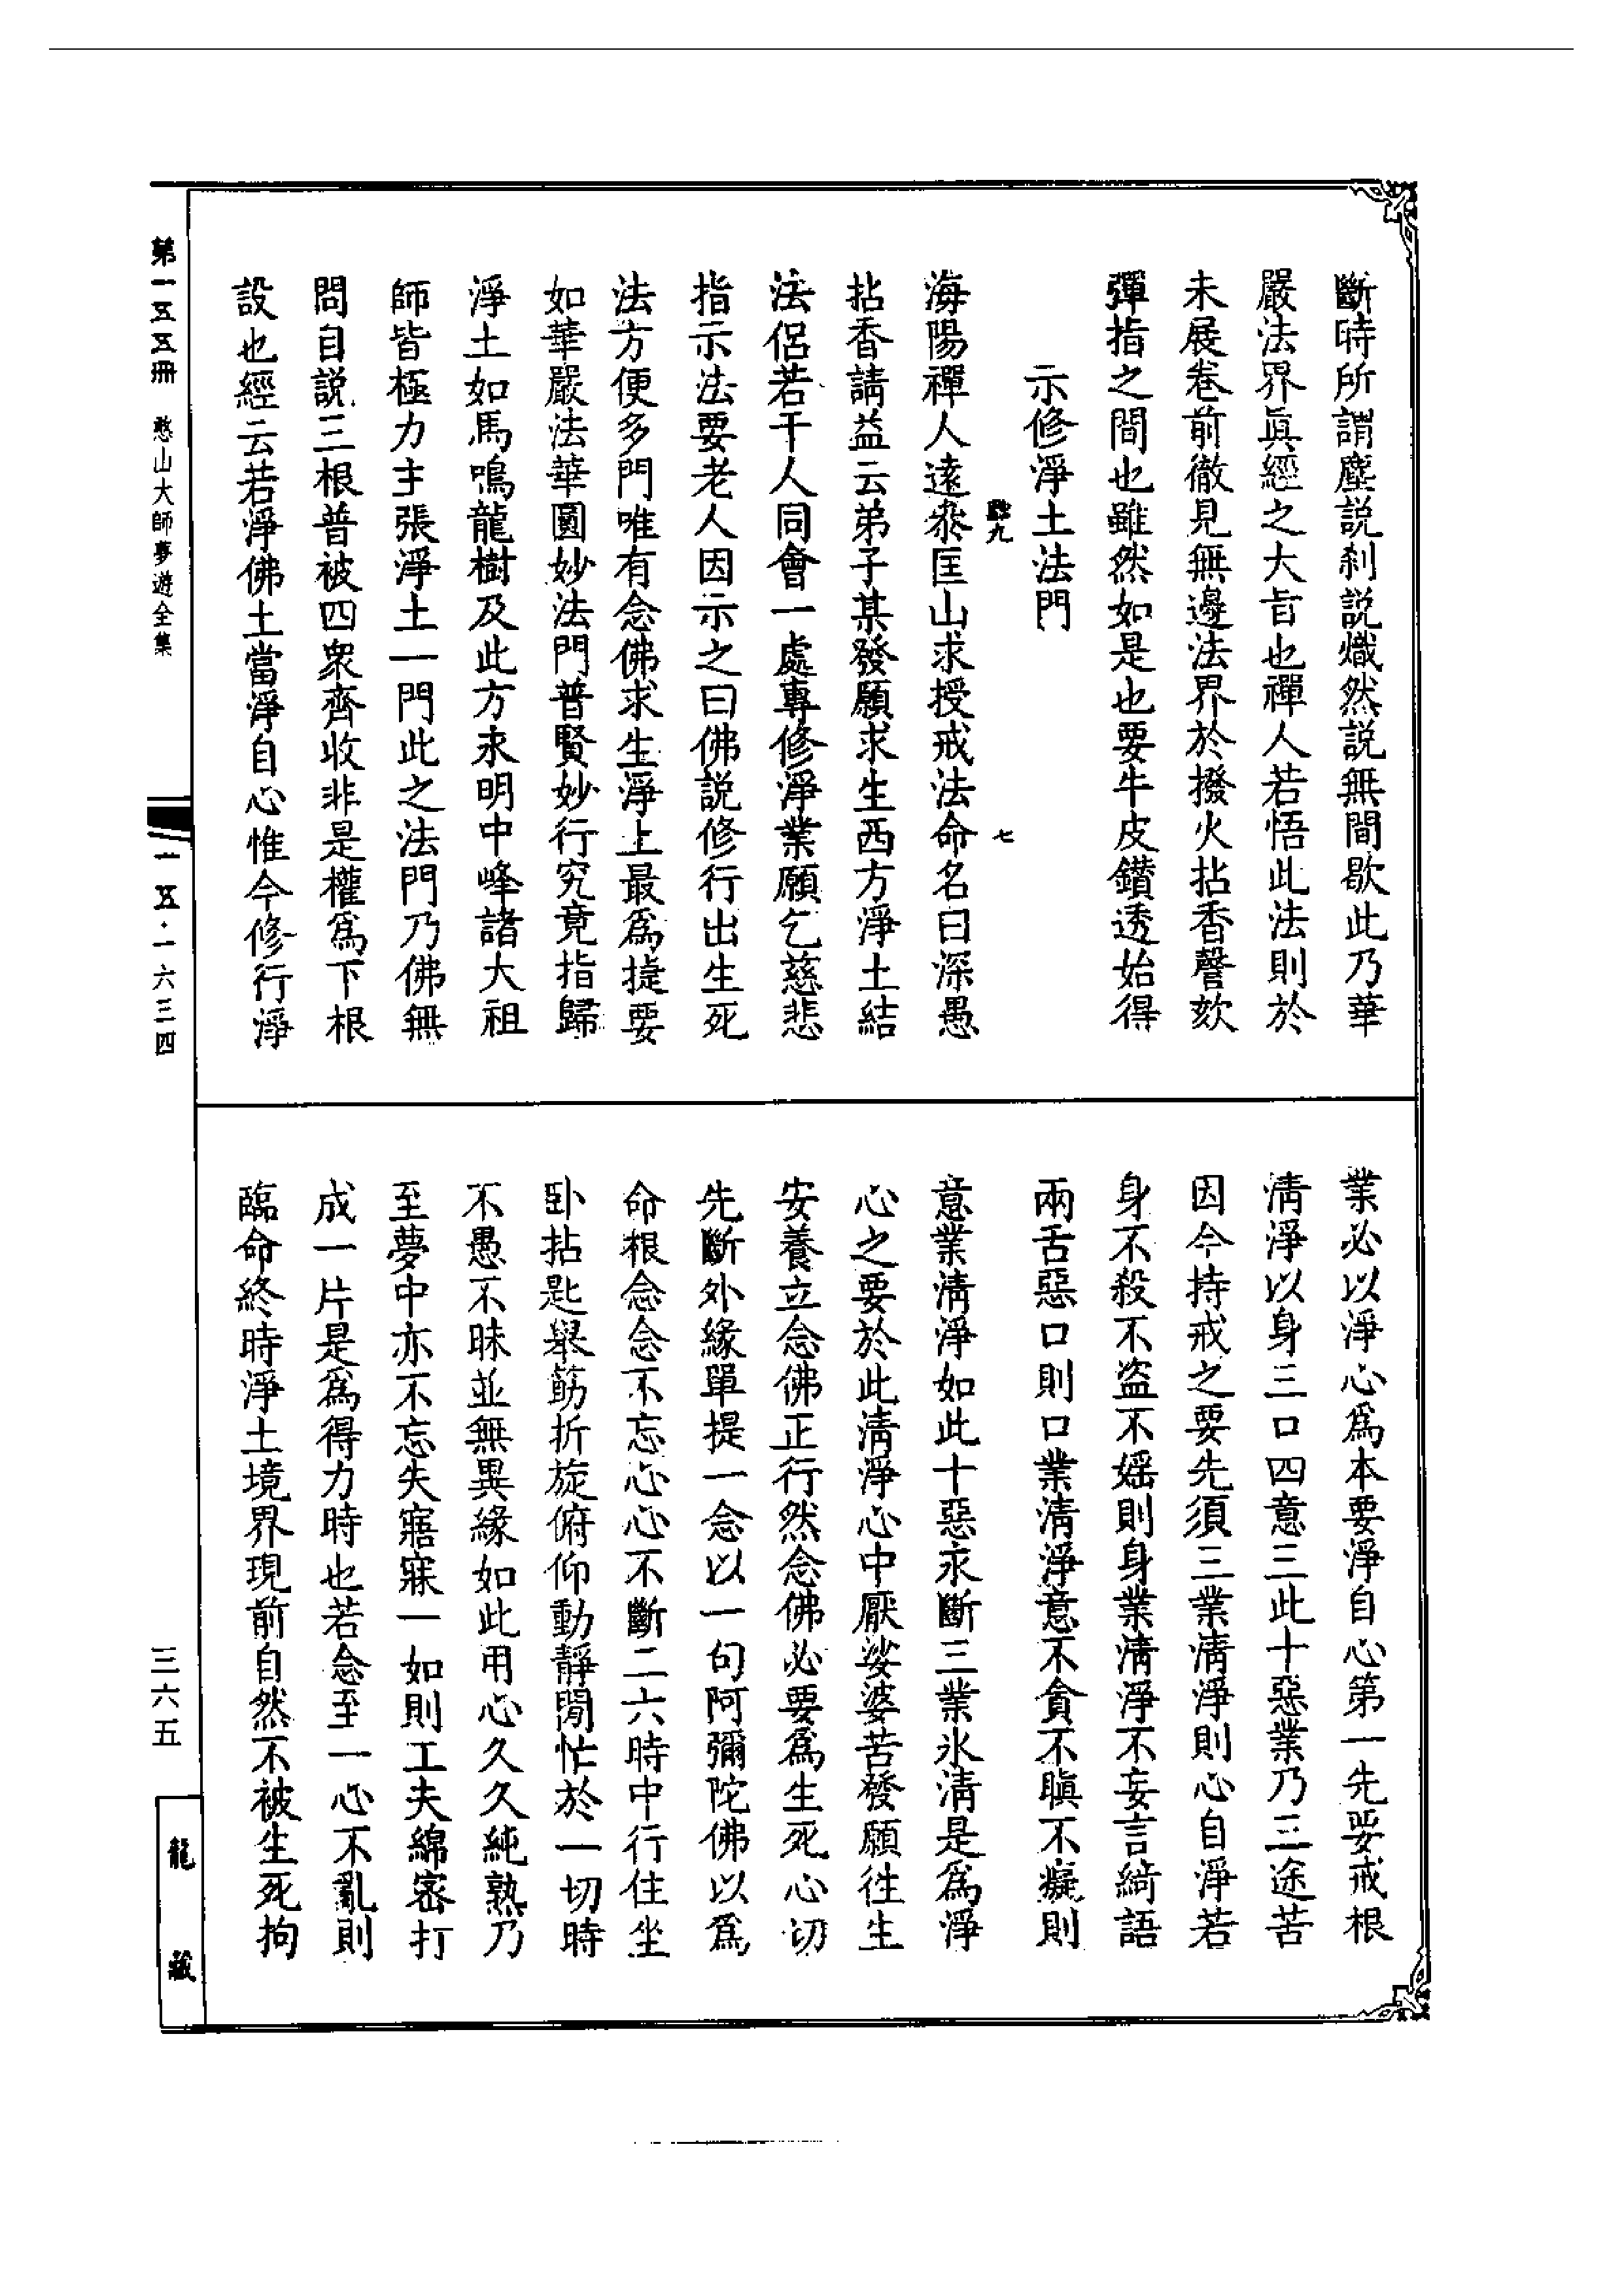 斷時所謂塵説刹説熾然説無間歇此乃華
嚴法界眞經之大旨也禪人若悟此法則於
未展卷前徹見無邊法界於撥火拈香謦欬
彈指之間也雖然如是也要牛皮鑽透始得
示修淨土法門
九
七
海陽禪人遠叅匡山求授戒法命名曰深愚
拈香請益云弟子某發願求生西方淨土結
法侶若干人同會一處專修淨業願乞慈悲
指示法要老人因示之曰佛説修行出生死
法方便多門唯有念佛求生淨土最爲捷要
如華嚴法華圓妙法門普賢妙行究竟指歸
淨土如馬鳴龍樹及此方永明中峰諸大祖
師皆極力主張淨土一門此之法門乃佛無
問自説三根普被四衆齊收非是權爲下根
設也經云若淨佛土當淨自心惟今修行淨
業必以淨心爲本要淨自心第一先要戒根
清淨以身三口四意三此十惡業乃三途苦
因今持戒之要先須三業清淨則心自淨若
身不殺不盗不婬則身業清淨不妄言綺語
兩舌惡口則口業清淨意不貪不瞋不癡則
意業清淨如此十惡永斷三業氷清是爲淨
心之要於此清淨心中厭娑婆苦發願徃生
安養立念佛正行然念佛必要爲生死心切
先斷外緣單提一念以一句阿彌陀佛以爲
命根念念不忘心心不斷二六時中行住坐
卧拈匙舉筯折旋俯仰動靜閒忙於一切時
不愚不昧並無異緣如此用心久久純熟乃
至夢中亦不忘失寤寐一如則工夫綿密打
成一片是爲得力時也若念至一心不亂則
臨命終時淨土境界現前自然不被生死拘
第一五五冊　憨山大師夢遊全集
一五·一六三四
三六五
龍藏